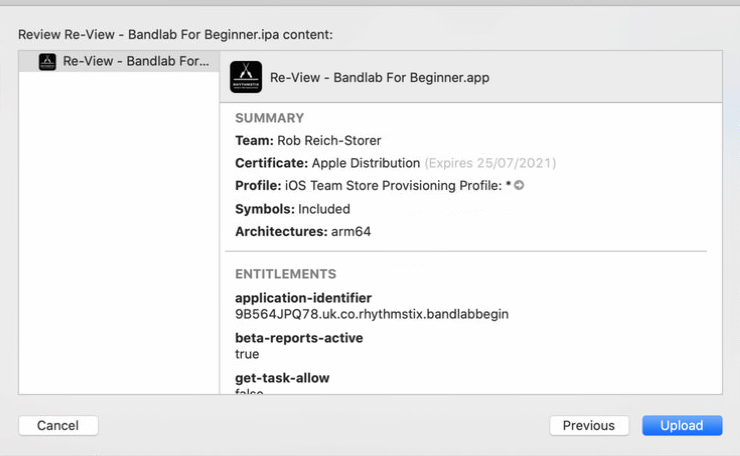 Review Re-View - Bandlab For Beginner.ipa content:
Re-View - Bandlab For...
RHYTHMSTIX
Re-View - Bandlab For Beginner.app
SUMMARY
Team: Rob Reich-Storer
Certificate: Apple Distribution (Expires 25/07/2021)
Profile: iOS Team Store Provisioning Profile: *
Symbols: Included
Architectures: arm64
ENTITLEMENTS
application-identifier
9B564JPQ78.uk.co.rhythmstix.bandlabbegin
beta-reports-active
true
get-task-allow
false
Cancel
Previous
Upload